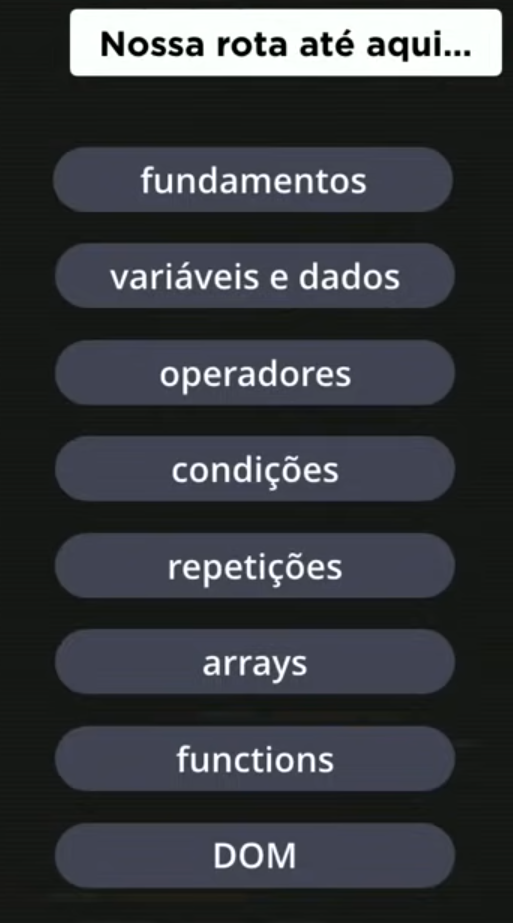 Nossa rota até aqui...
fundamentos
variáveis e dados
operadores
condições
repetições
arrays
functions
DOM